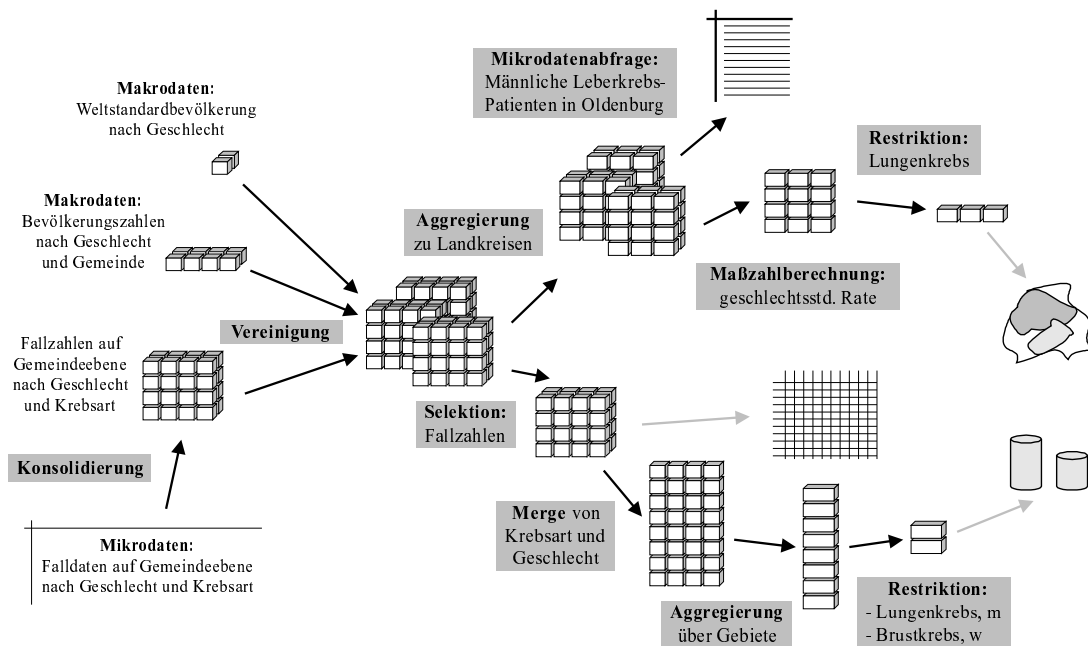 Makrodaten:
Weltstandardbevölkerung
nach Geschlecht
Makrodaten:
Bevölkerungszahlen
nach Geschlecht
und Gemeinde
Fallzahlen auf
Gemeindeebene
nach Geschlecht
und Krebsart
Konsolidierung
Mikrodaten:
Falldaten auf Gemeindeebene
nach Geschlecht und Krebsart
Vereinigung
Aggregierung
zu Landkreisen
Mikrodatenabfrage:
Männliche Leberkrebs-
Patienten in Oldenburg
Maßzahlberechnung:
geschlechtsstd. Rate
Restriktion:
Lungenkrebs
Selektion:
Fallzahlen
Merge von
Krebsart und
Geschlecht
Aggregierung
über Gebiete
Restriktion:
- Lungenkrebs, m
- Brustkrebs, w